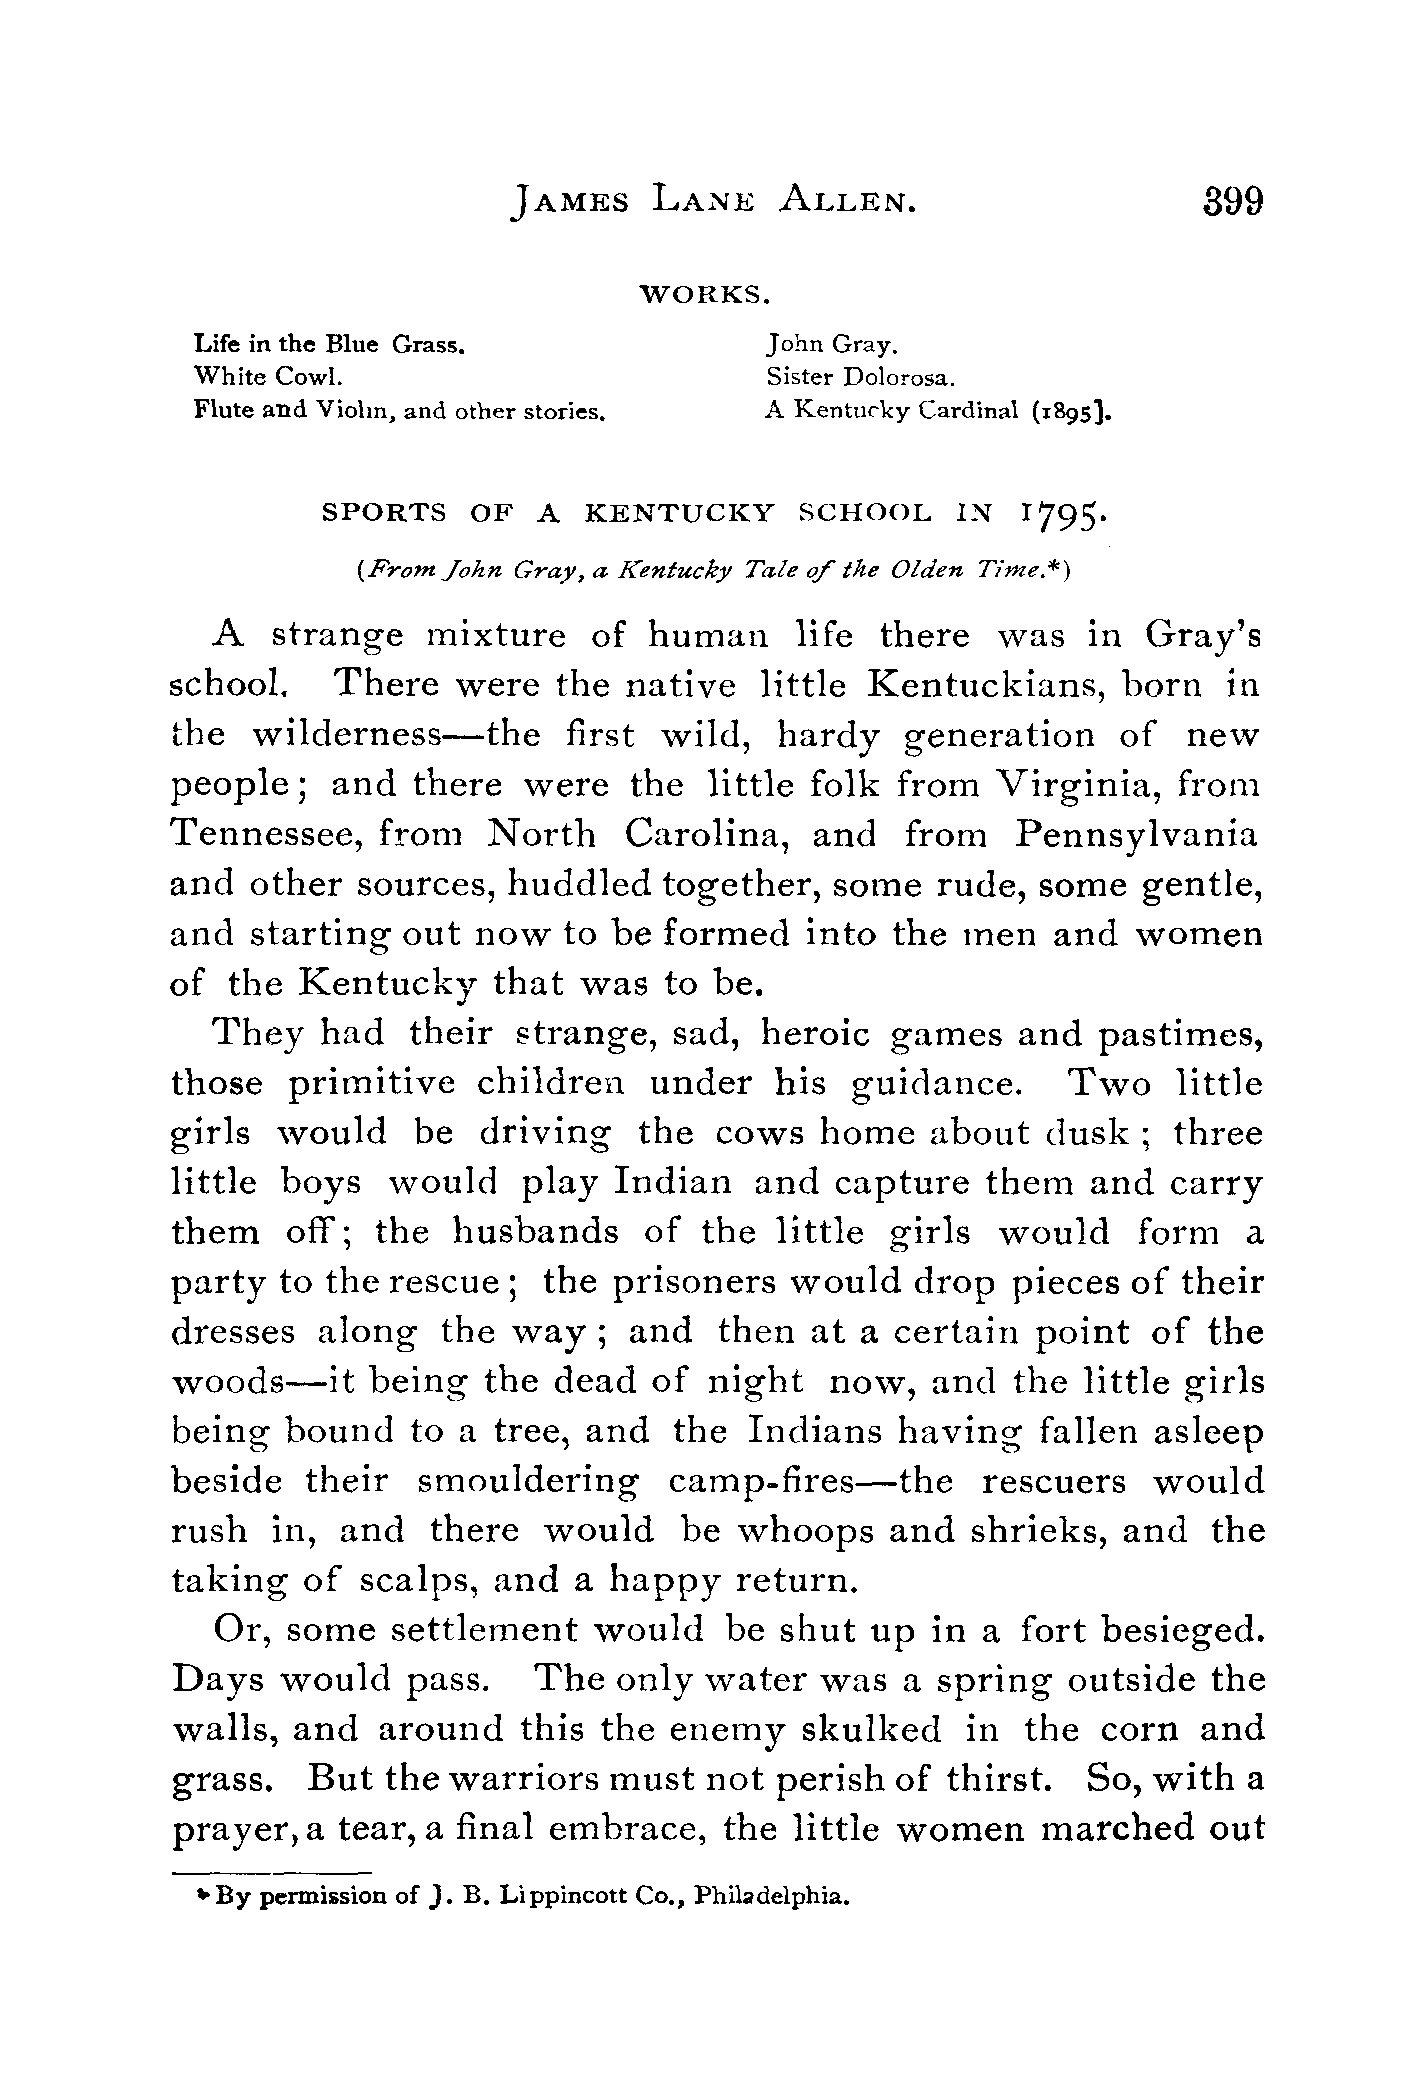 JAMES LANE ALLEN. 399
WORKS.
Life in the Blue Grass.
White Cowl.
Flute and Violin, and other stories.
John Gray.
Sister Dolorosa.
A Kentucky Cardinal (1895].
SPORTS OF A KENTUCKY SCHOOL IN 1795.
(From John Gray, a Kentucky Tale of the Olden Time.*)
A strange mixture of human life there was in Gray's
school. There were the native little Kentuckians, born in
the wilderness—the first wild, hardy generation of new
people; and there were the little folk from Virginia, from
Tennessee, from North Carolina, and from Pennsylvania
and other sources, huddled together, some rude, some gentle,
and starting out now to be formed into the men and women
of the Kentucky that was to be.
They had their strange, sad, heroic games and pastimes,
those primitive children under his guidance. Two little
girls would be driving the cows home about dusk; three
little boys would play Indian and capture them and carry
them off; the husbands of the little girls would form a
party to the rescue; the prisoners would drop pieces of their
dresses along the way; and then at a certain point of the
woods—it being the dead of night now, and the little girls
being bound to a tree, and the Indians having fallen asleep
beside their smouldering camp-fires—the rescuers would
rush in, and there would be whoops and shrieks, and the
taking of scalps, and a happy return.
Or, some settlement would be shut up in a fort besieged.
Days would pass. The only water was a spring outside the
walls, and around this the enemy skulked in the corn and
grass. But the warriors must not perish of thirst. So, with a
prayer, a tear, a final embrace, the little women marched out
*By permission of J. B. Lippincott Co., Philadelphia.